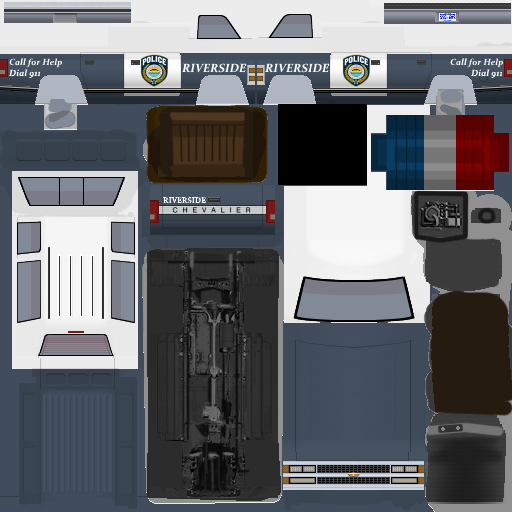 Call for Help
Dial 911
POLICE
RIVERSIDE
RIVERSIDE
POLICE
Call for Help
Dial 911
RIVERSIDE
CHEVALIER